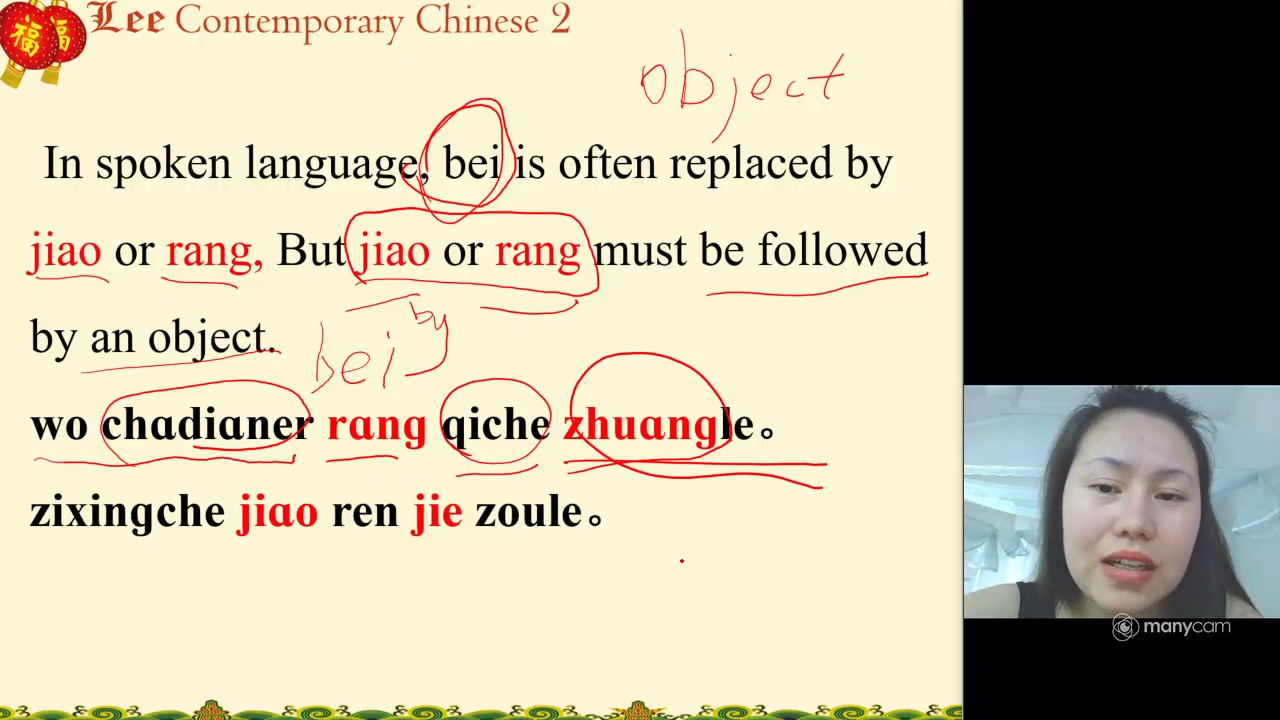 Lee Contemporary Chinese 2
object
In spoken language, bei is often replaced by
jiao or rang, But jiao or rang must be followed
by an object.
bei by
wo chadianer rang qiche zhuangle。
zixingche jiao ren jie zoule。
福 福
manycam